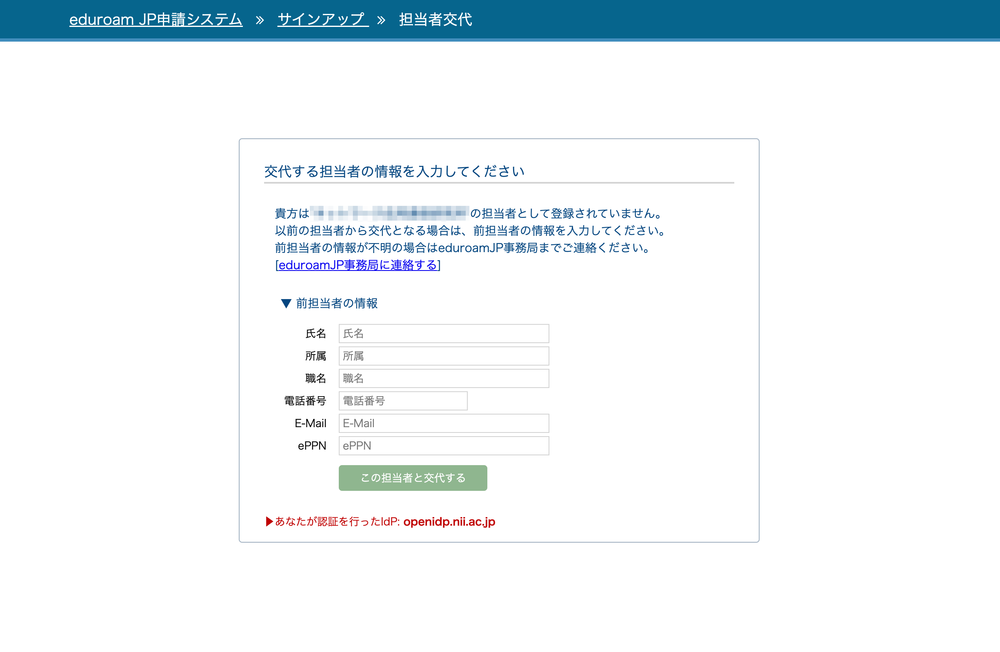 eduroam JP申請システム » サインアップ » 担当者交代
交代する担当者の情報を入力してください
貴方は の担当者として登録されていません。
以前の担当者から交代となる場合は、前担当者の情報を入力してください。
前担当者の情報が不明の場合はeduroamJP事務局までご連絡ください。
[eduroamJP事務局に連絡する]
▼ 前担当者の情報
氏名 氏名
所属 所属
職名 職名
電話番号 電話番号
E-Mail E-Mail
ePPN ePPN
この担当者と交代する
▶あなたが認証を行ったIdP: openidp.nii.ac.jp